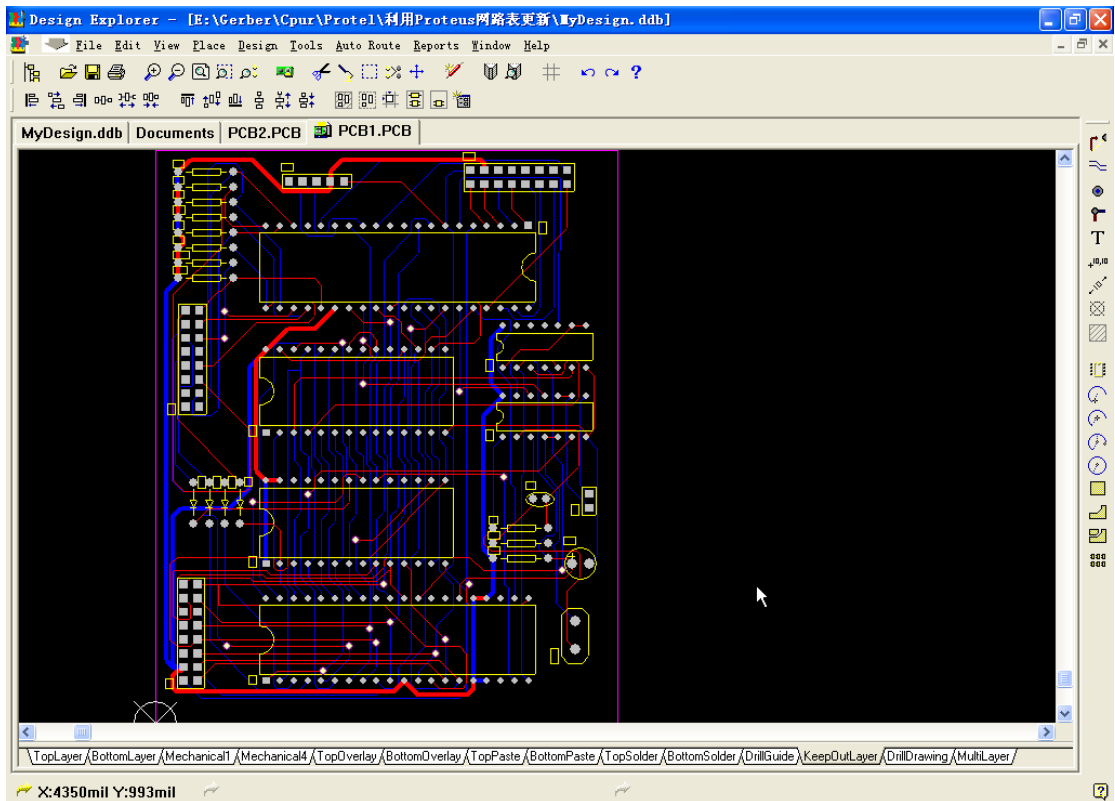 Design Explorer - [E:\Gerber\Cpur\Protel\利用Proteus网路表更新\MyDesign.ddb]
File Edit View Place Design Tools Auto Route Reports Window Help
MyDesign.ddb Documents PCB2.PCB PCB1.PCB
T
+10,10
TopLayer BottomLayer Mechanical1 Mechanical4 TopOverlay BottomOverlay TopPaste BottomPaste TopSolder BottomSolder DrillGuide KeepOutLayer DrillDrawing MultiLayer
X:4350mil Y:993mil